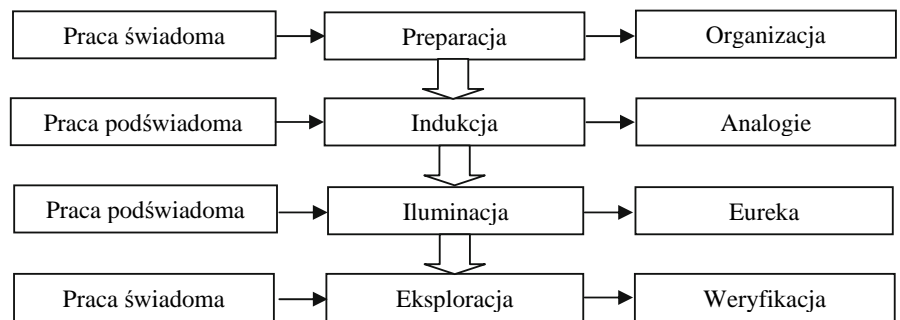 Praca świadoma Preparacja Organizacja
Praca podświadoma Indukcja Analogie
Praca podświadoma Iluminacja Eureka
Praca świadoma Eksploracja Weryfikacja